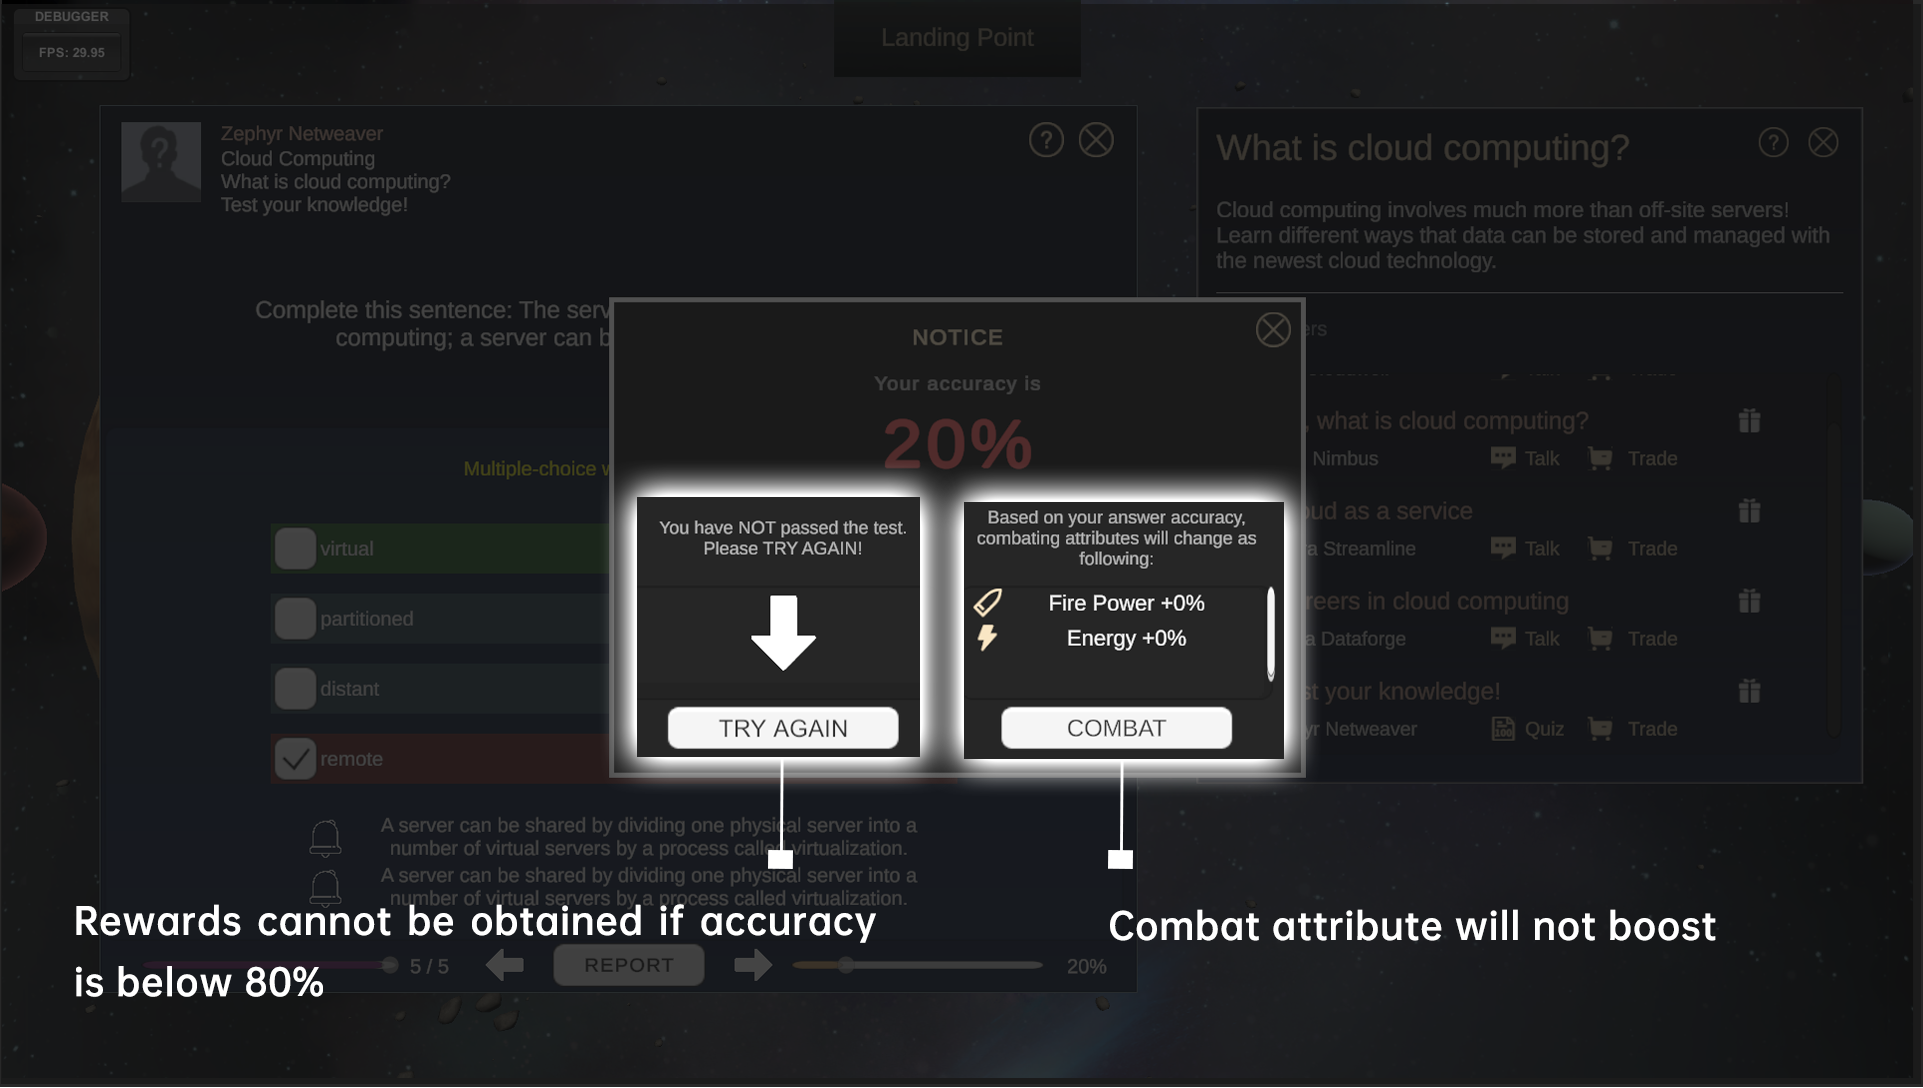 DEBUGGER
FPS: 29.95
Landing Point
Zephyr Netweaver
Cloud Computing
What is cloud computing?
Test your knowledge!
Complete this sentence: The
computing; a server can
Multiple-choice
virtual
partitioned
distant
remote
A server can be shared by dividing one physical server into a
number of virtual servers by a process called virtualization.
A server can be shared by dividing one physical server into a
number of virtual servers by a process called virtualization.
5 / 5
REPORT
20%
NOTICE
Your accuracy is
20%
You have NOT passed the test.
Please TRY AGAIN!
TRY AGAIN
Based on your answer accuracy,
combating attributes will change as
following:
Fire Power +0%
Energy +0%
COMBAT
What is cloud computing?
Cloud computing involves much more than off-site servers!
Learn different ways that data can be stored and managed with
the newest cloud technology.
what is cloud computing?
Nimbus
Talk
Trade
as a service
Streamline
Talk
Trade
in cloud computing
Dataforge
Talk
Trade
your knowledge!
Netweaver
Quiz
Trade
Rewards cannot be obtained if accuracy
is below 80%
Combat attribute will not boost